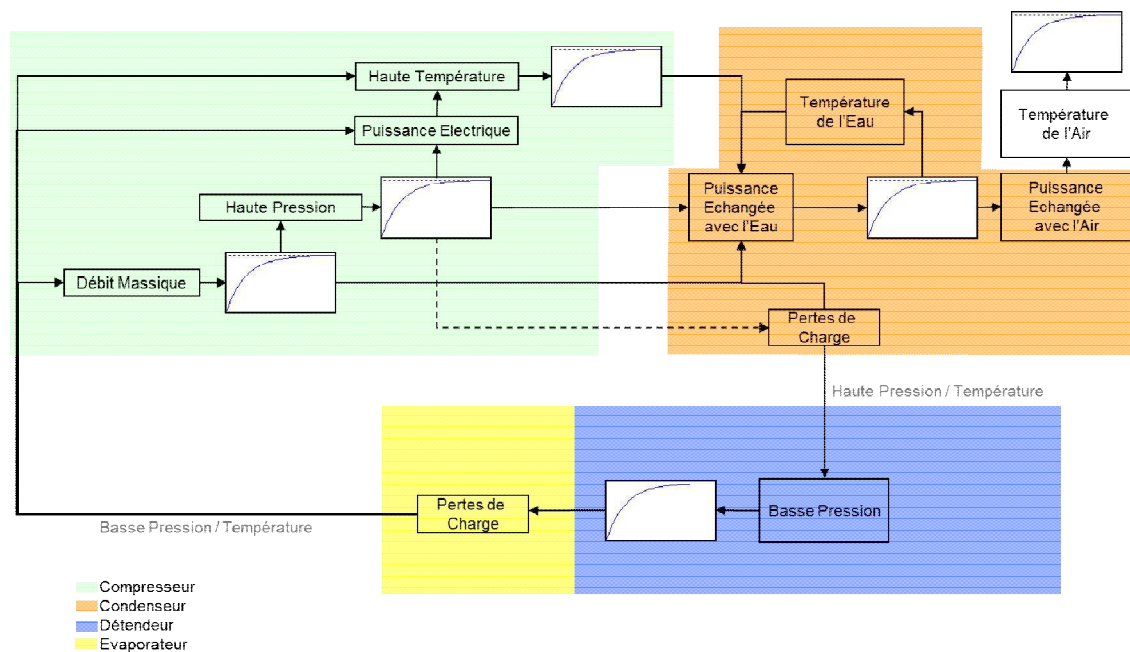 Haute Température
Température
de l'Eau
Température
de l'Air
Puissance Electrique
Puissance
Echangée
avec l'Eau
Puissance
Echangée
avec l'Air
Haute Pression
Débit Massique
Pertes de
Charge
Haute Pression / Température
Pertes de
Charge
Basse Pression
Basse Pression / Température
Compresseur
Condenseur
Détendeur
Evaporateur